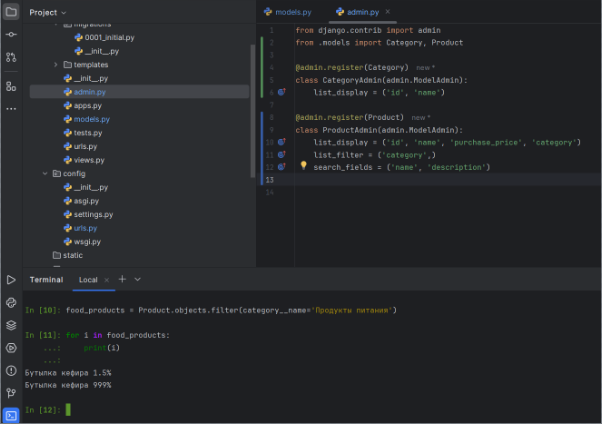 Project
models.py
admin.py
migrations
0001_initial.py
__init__.py
templates
__init__.py
admin.py
apps.py
models.py
tests.py
urls.py
views.py
config
__init__.py
asgi.py
settings.py
urls.py
wsgi.py
static
1 from django.contrib import admin
2 from .models import Category, Product
3
4 @admin.register(Category) new *
5 class CategoryAdmin(admin.ModelAdmin):
6 list_display = ('id', 'name')
7
8 @admin.register(Product) new *
9 class ProductAdmin(admin.ModelAdmin):
10 list_display = ('id', 'name', 'purchase_price', 'category')
11 list_filter = ('category',)
12 search_fields = ('name', 'description')
13
14
Terminal Local
In [10]: food_products = Product.objects.filter(category__name='Продукты питания')
In [11]: for i in food_products:
...: print(i)
...:
Бутылка кефира 1.5%
Бутылка кефира 999%
In [12]: